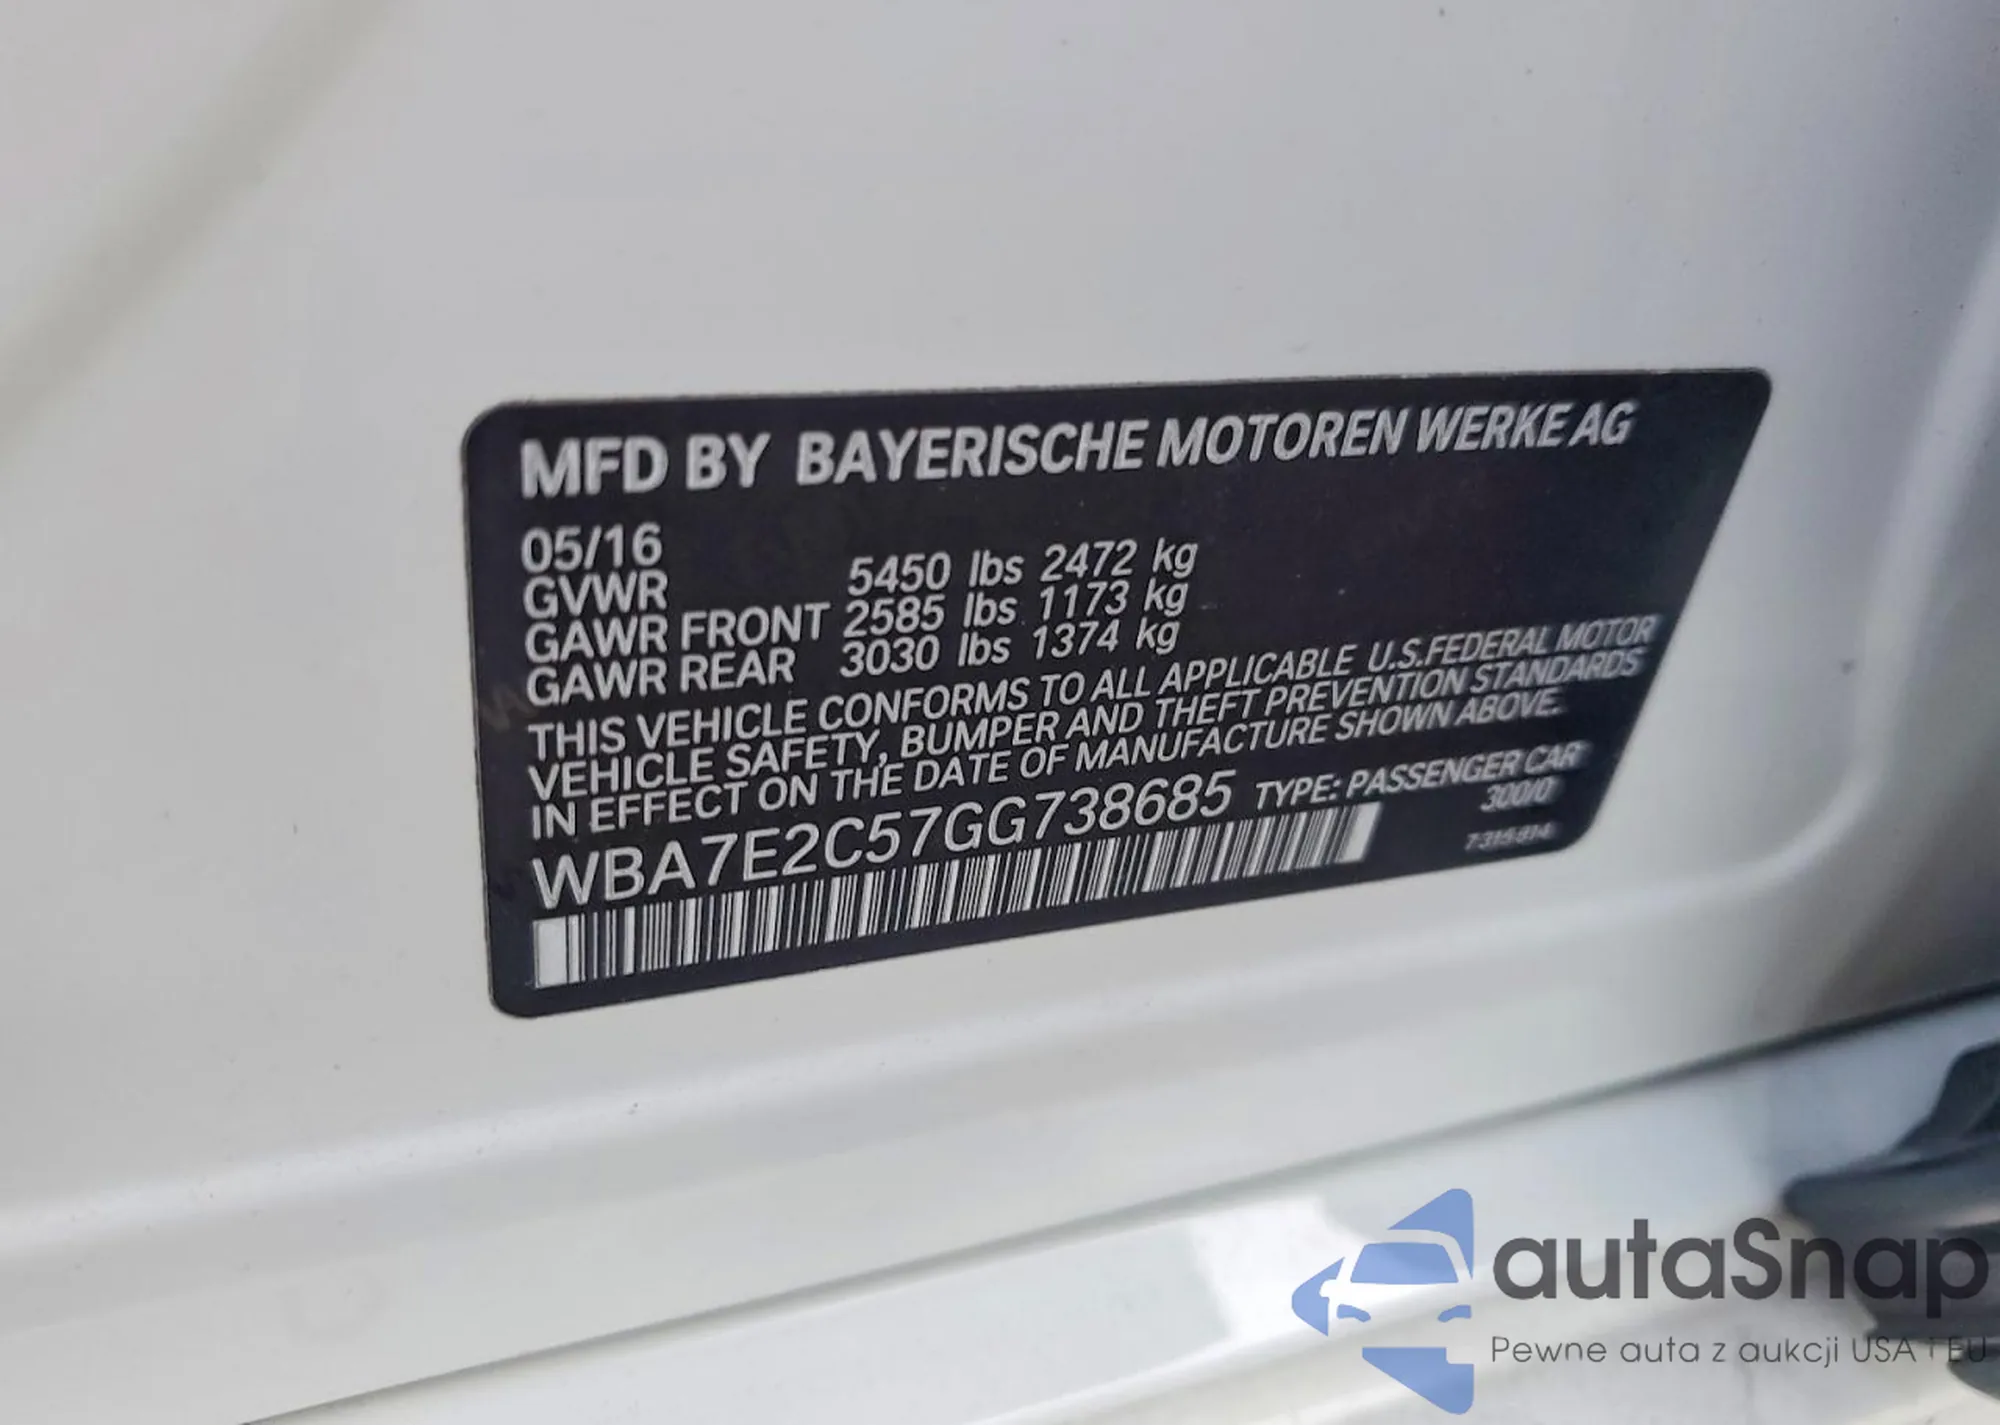 MFD BY BAYERISCHE MOTOREN WERKE AG
05/16
GVWR 5450 lbs 2472 kg
GAWR FRONT 2585 lbs 1173 kg
GAWR REAR 3030 lbs 1374 kg
THIS VEHICLE CONFORMS TO ALL APPLICABLE U.S.FEDERAL MOTOR
VEHICLE SAFETY, BUMPER AND THEFT PREVENTION STANDARDS
IN EFFECT ON THE DATE OF MANUFACTURE SHOWN ABOVE.
WBA7E2C57GG738685 TYPE: PASSENGER CAR
300/0
autaSnap
Pewne auta z aukcji USA i EU